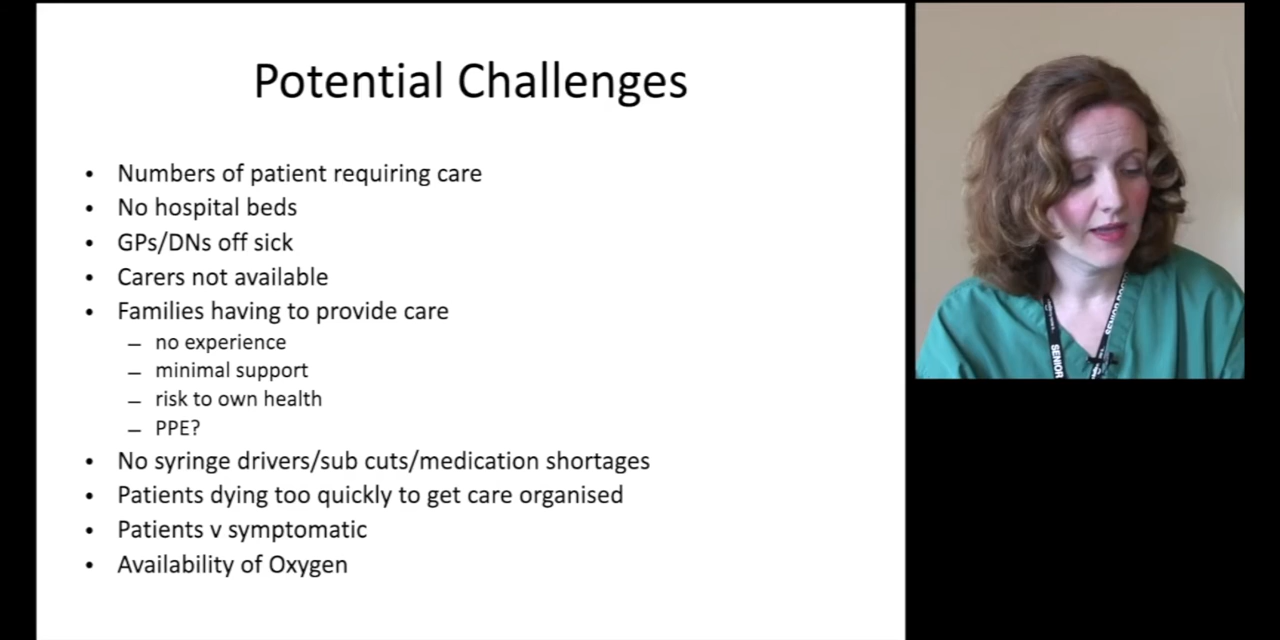 Potential Challenges
• Numbers of patient requiring care
• No hospital beds
• GPs/DNs off sick
• Carers not available
• Families having to provide care
– no experience
– minimal support
– risk to own health
– PPE?
• No syringe drivers/sub cuts/medication shortages
• Patients dying too quickly to get care organised
• Patients v symptomatic
• Availability of Oxygen
SENIOR
SENIOR